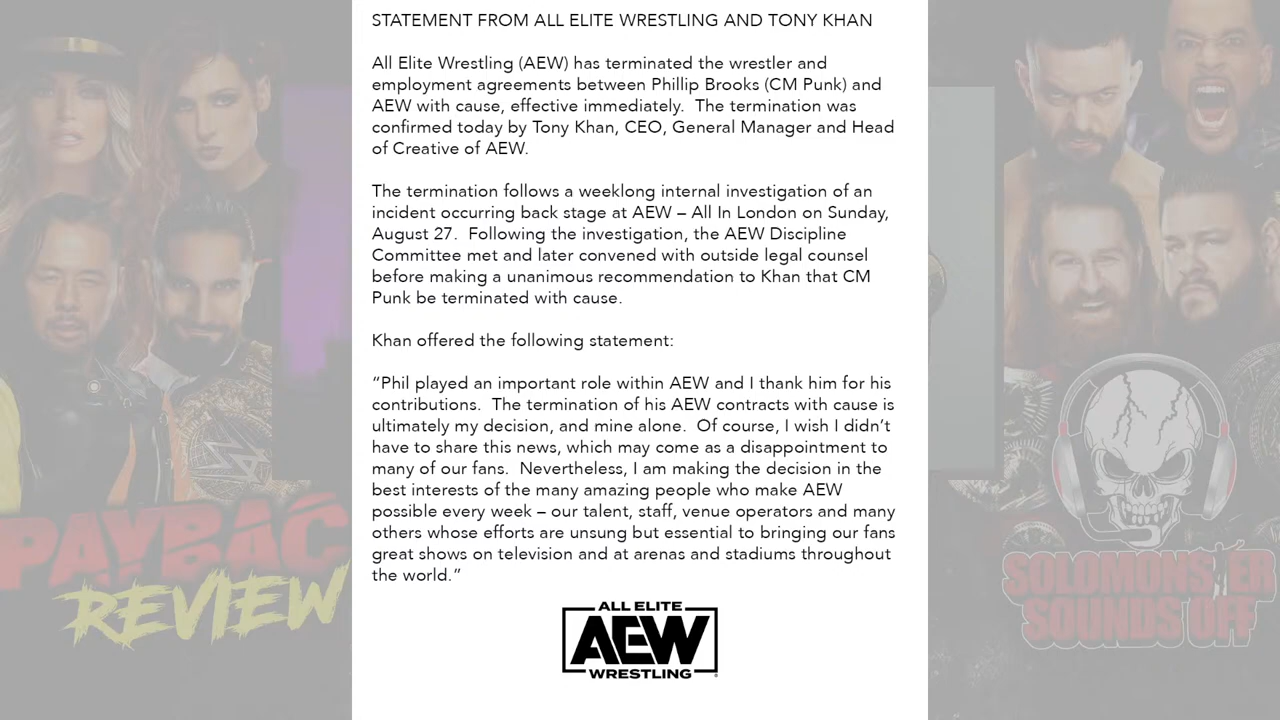 STATEMENT FROM ALL ELITE WRESTLING AND TONY KHAN
All Elite Wrestling (AEW) has terminated the wrestler and
employment agreements between Phillip Brooks (CM Punk) and
AEW with cause, effective immediately.  The termination was
confirmed today by Tony Khan, CEO, General Manager and Head
of Creative of AEW.
The termination follows a weeklong internal investigation of an
incident occurring back stage at AEW – All In London on Sunday,
August 27.  Following the investigation, the AEW Discipline
Committee met and later convened with outside legal counsel
before making a unanimous recommendation to Khan that CM
Punk be terminated with cause.
Khan offered the following statement:
“Phil played an important role within AEW and I thank him for his
contributions.  The termination of his AEW contracts with cause is
ultimately my decision, and mine alone.  Of course, I wish I didn’t
have to share this news, which may come as a disappointment to
many of our fans.  Nevertheless, I am making the decision in the
best interests of the many amazing people who make AEW
possible every week – our talent, staff, venue operators and many
others whose efforts are unsung but essential to bringing our fans
great shows on television and at arenas and stadiums throughout
the world.”
ALL ELITE
AEW
WRESTLING
PAYBAC
REVIEW
SOLOMONSTER
SOUNDS OFF